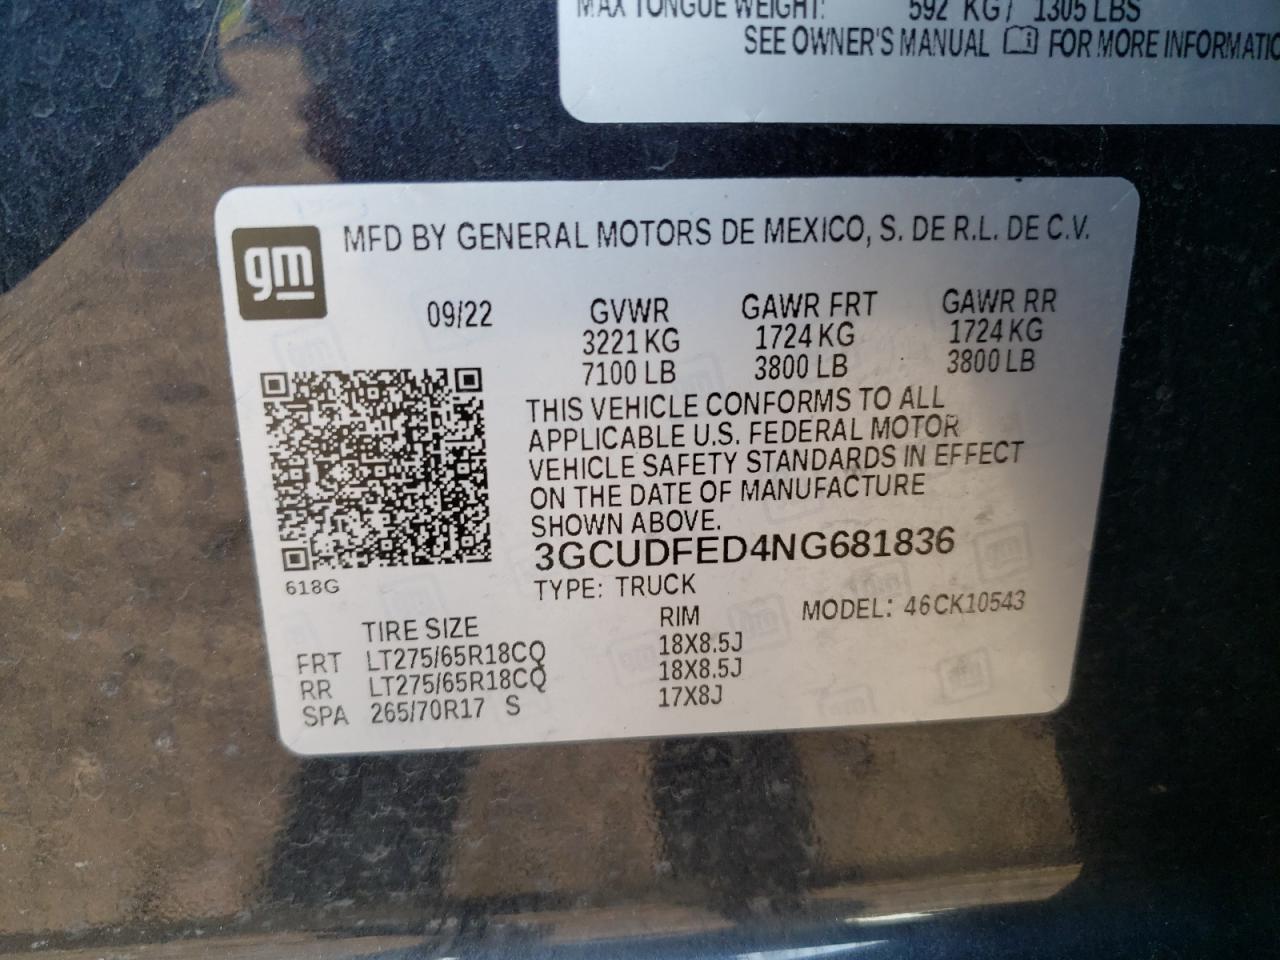 MAX TONGUE WEIGHT: 592 KG / 1305 LBS
SEE OWNER'S MANUAL FOR MORE INFORMATIO
gm
MFD BY GENERAL MOTORS DE MEXICO, S. DE R.L. DE C.V.
09/22 GVWR GAWR FRT GAWR RR
3221 KG 1724 KG 1724 KG
7100 LB 3800 LB 3800 LB
THIS VEHICLE CONFORMS TO ALL
APPLICABLE U.S. FEDERAL MOTOR
VEHICLE SAFETY STANDARDS IN EFFECT
ON THE DATE OF MANUFACTURE
SHOWN ABOVE.
3GCUDFED4NG681836
618G
TYPE: TRUCK
MODEL: 46CK10543
TIRE SIZE RIM
FRT LT275/65R18CQ 18X8.5J
RR LT275/65R18CQ 18X8.5J
SPA 265/70R17 S 17X8J